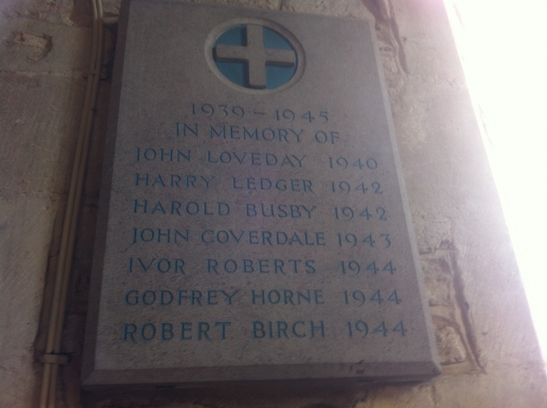 1939-1945
IN MEMORY OF
JOHN LOVEDAY 1940
HARRY LEDGER 1942
HAROLD BUSBY 1942
JOHN COVERDALE 1943
IVOR ROBERTS 1944
GODFREY HORNE 1944
ROBERT BIRCH 1944